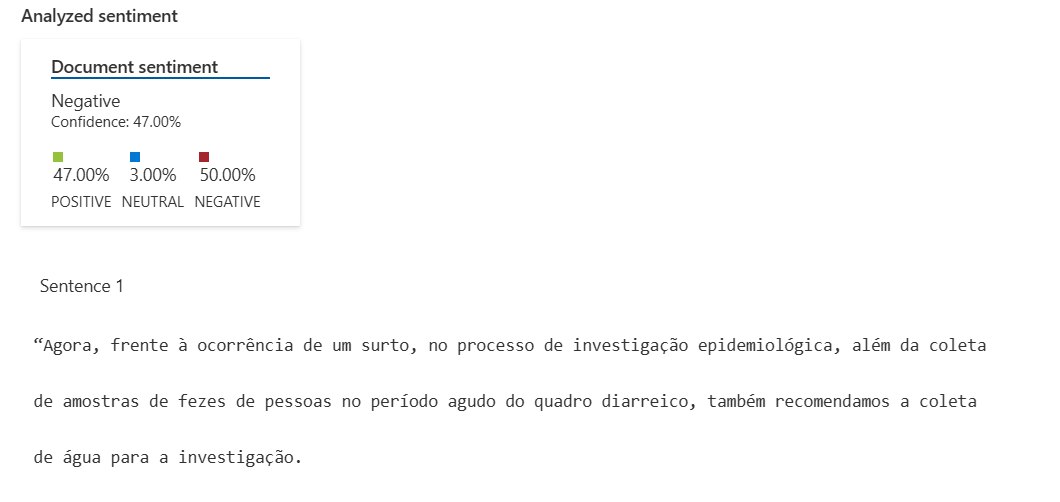 Analyzed sentiment
Document sentiment
Negative
Confidence: 47.00%
47.00% 3.00% 50.00%
POSITIVE NEUTRAL NEGATIVE
Sentence 1
“Agora, frente à ocorrência de um surto, no processo de investigação epidemiológica, além da coleta
de amostras de fezes de pessoas no período agudo do quadro diarreico, também recomendamos a coleta
de água para a investigação.